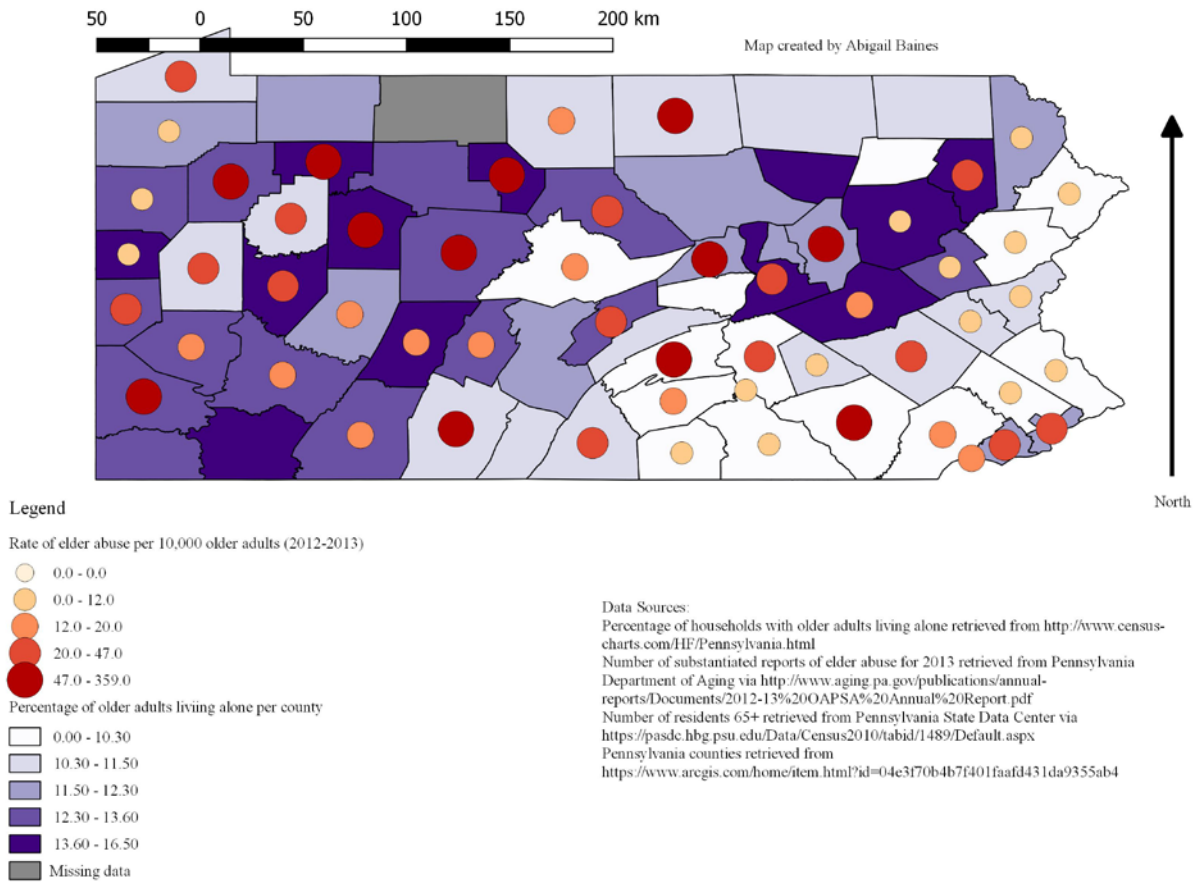 50 0 50 100 150 200 km
Map created by Abigail Baines
North
Legend
Rate of elder abuse per 10,000 older adults (2012-2013)
0.0 - 0.0
0.0 - 12.0
12.0 - 20.0
20.0 - 47.0
47.0 - 359.0
Percentage of older adults liviing alone per county
0.00 - 10.30
10.30 - 11.50
11.50 - 12.30
12.30 - 13.60
13.60 - 16.50
Missing data
Data Sources:
Percentage of households with older adults living alone retrieved from http://www.census-
charts.com/HF/Pennsylvania.html
Number of substantiated reports of elder abuse for 2013 retrieved from Pennsylvania
Department of Aging via http://www.aging.pa.gov/publications/annual-
reports/Documents/2012-13%20OAPSA%20Annual%20Report.pdf
Number of residents 65+ retrieved from Pennsylvania State Data Center via
https://pasdc.hbg.psu.edu/Data/Census2010/tabid/1489/Default.aspx
Pennsylvania counties retrieved from
https://www.arcgis.com/home/item.html?id=04e3f70b4b7f401faafd431da9355ab4